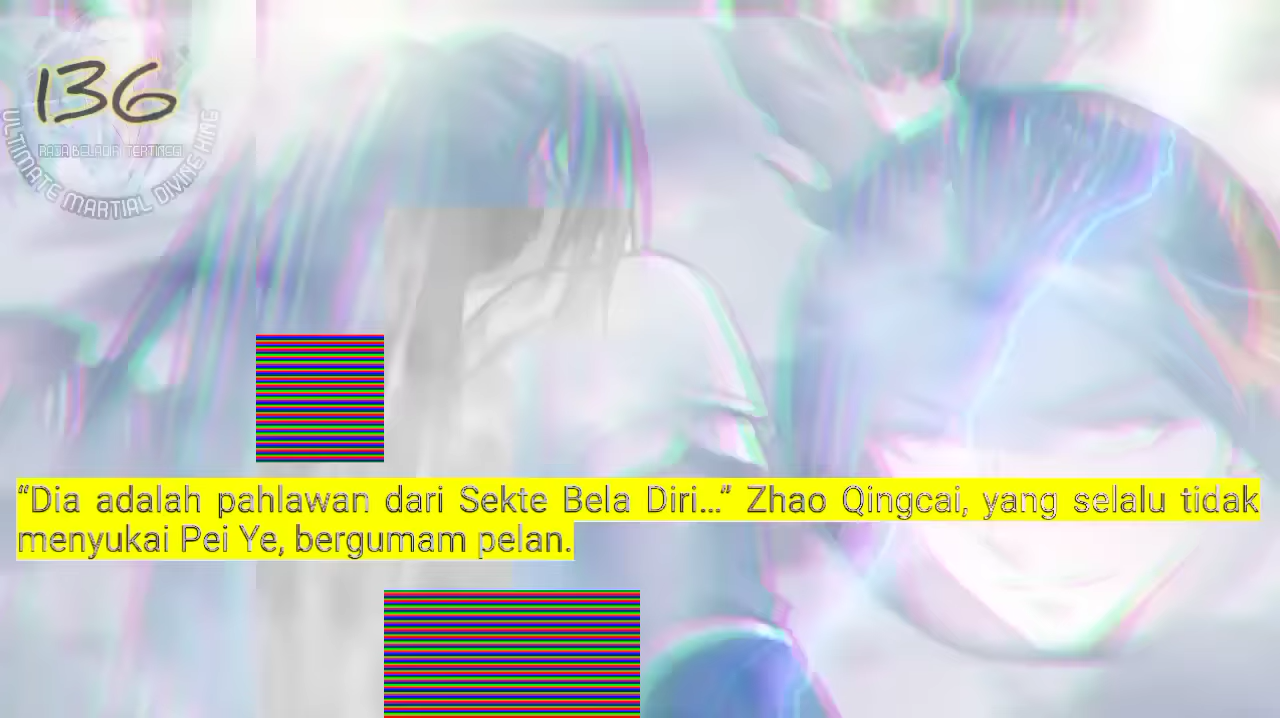 136
RAJA BELADIRI TERTINGGI
ULTIMATE MARTIAL DIVINE KING
“Dia adalah pahlawan dari Sekte Bela Diri...” Zhao Qingcai, yang selalu tidak
menyukai Pei Ye, bergumam pelan.